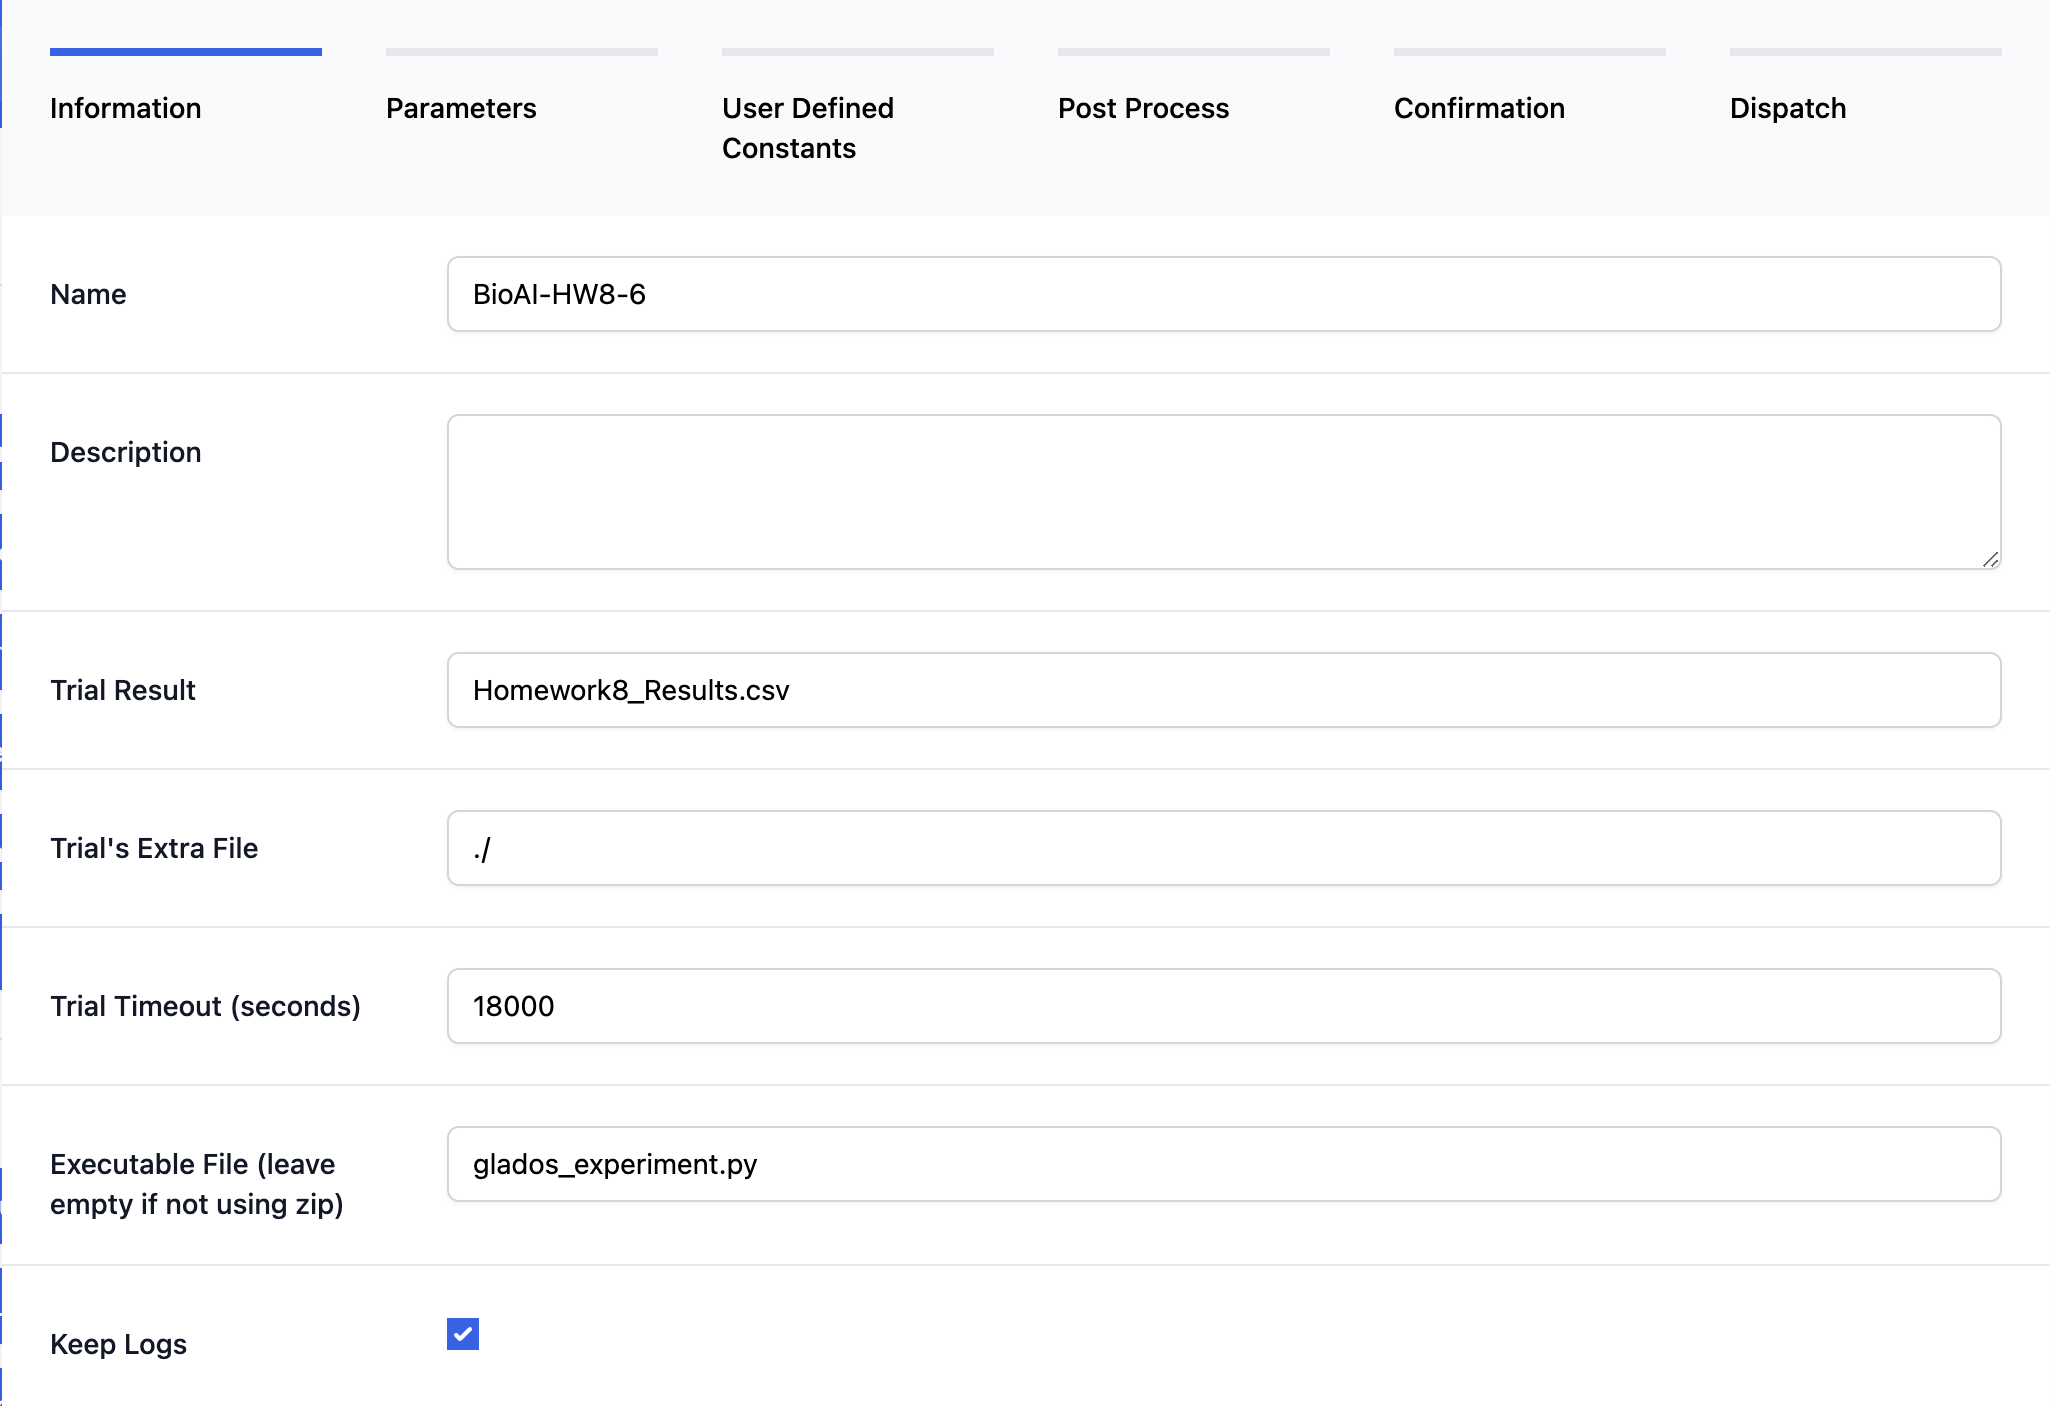 Information
Parameters
User Defined
Constants
Post Process
Confirmation
Dispatch
Name
BioAI-HW8-6
Description
Trial Result
Homework8_Results.csv
Trial's Extra File
./
Trial Timeout (seconds)
18000
Executable File (leave
empty if not using zip)
glados_experiment.py
Keep Logs